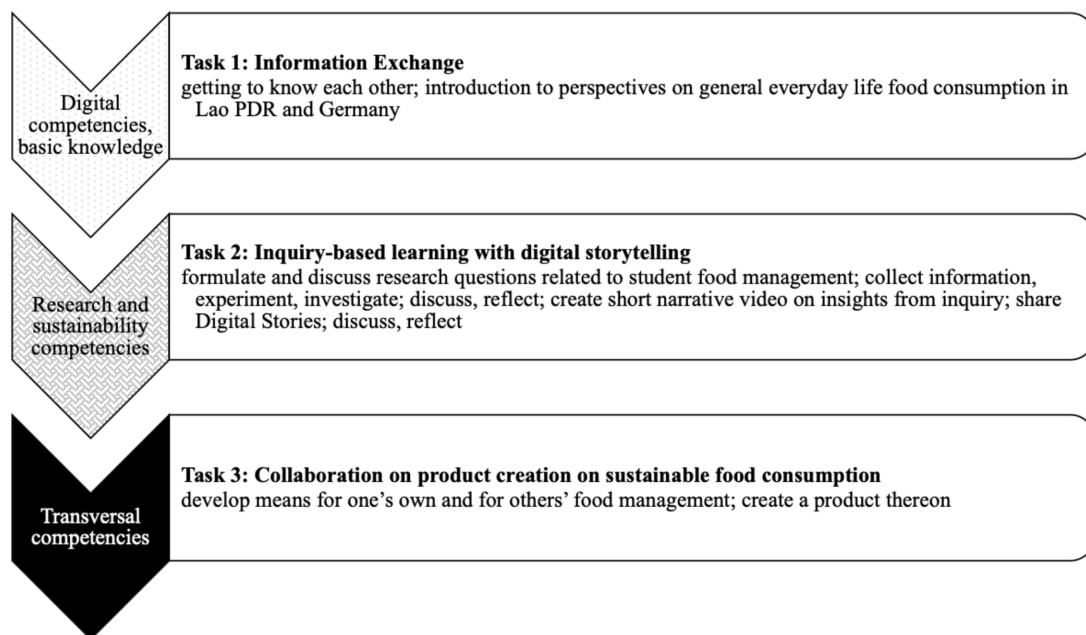 Digital
competencies,
basic knowledge
Task 1: Information Exchange
getting to know each other; introduction to perspectives on general everyday life food consumption in
Lao PDR and Germany
Research and
sustainability
competencies
Task 2: Inquiry-based learning with digital storytelling
formulate and discuss research questions related to student food management; collect information,
experiment, investigate; discuss, reflect; create short narrative video on insights from inquiry; share
Digital Stories; discuss, reflect
Transversal
competencies
Task 3: Collaboration on product creation on sustainable food consumption
develop means for one's own and for others' food management; create a product thereon